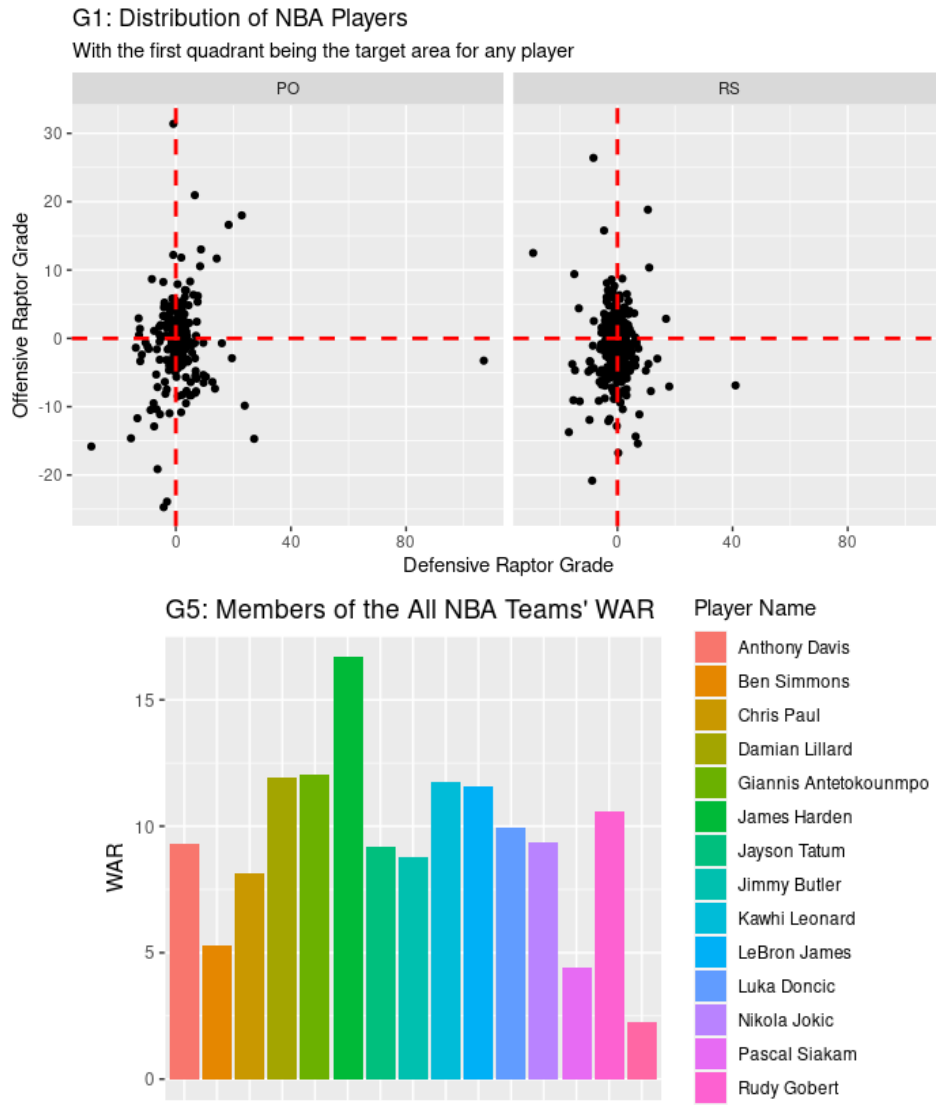 G1: Distribution of NBA Players
With the first quadrant being the target area for any player
PO
RS
30
20
10
0
-10
-20
Offensive Raptor Grade
0
40
80
0
40
80
Defensive Raptor Grade
G5: Members of the All NBA Teams' WAR
15
10
5
0
WAR
Player Name
Anthony Davis
Ben Simmons
Chris Paul
Damian Lillard
Giannis Antetokounmpo
James Harden
Jayson Tatum
Jimmy Butler
Kawhi Leonard
LeBron James
Luka Doncic
Nikola Jokic
Pascal Siakam
Rudy Gobert